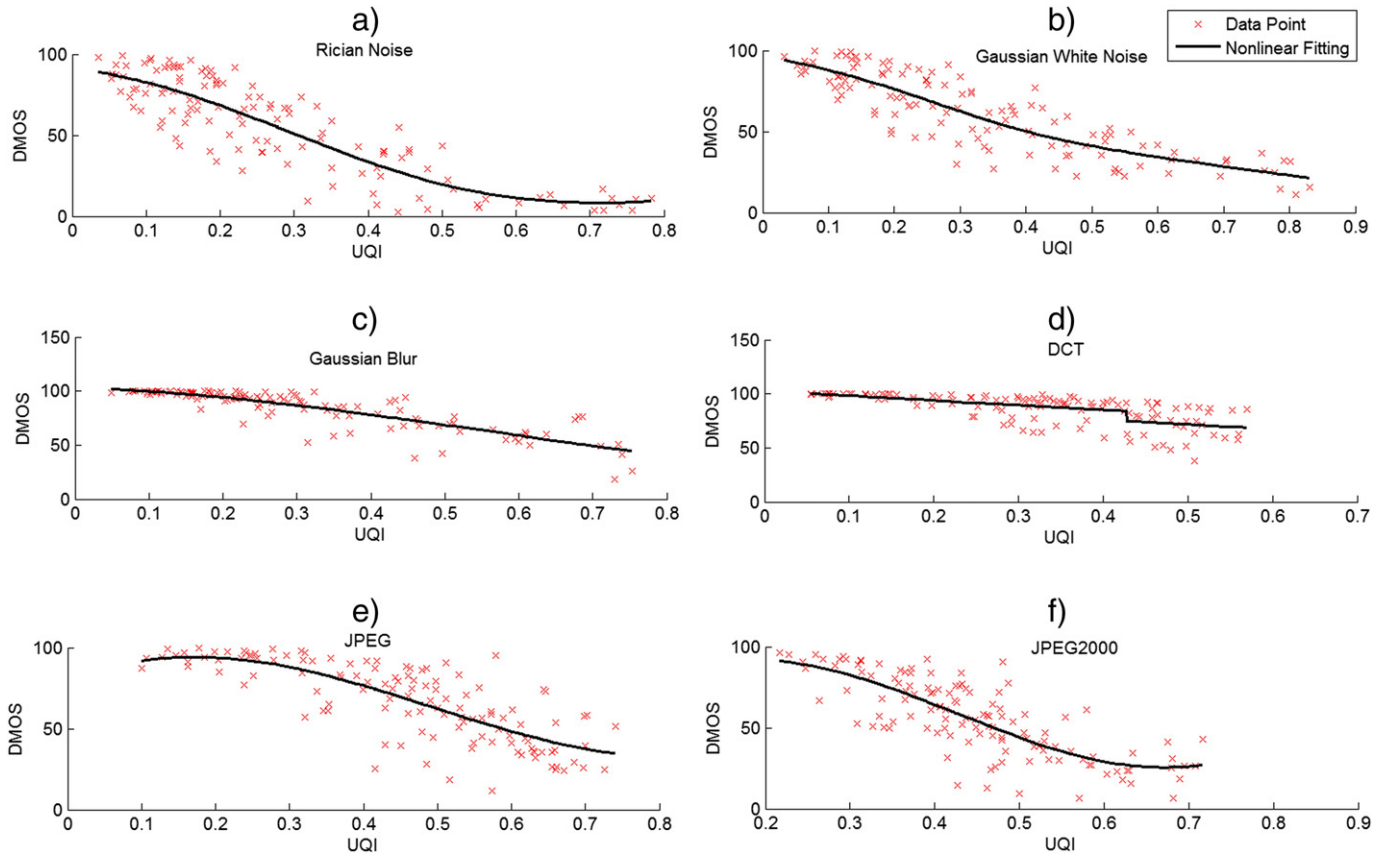 a)
Rician Noise
100
50
0
DMOS
0 0.1 0.2 0.3 0.4 0.5 0.6 0.7 0.8
UQI
b)
Gaussian White Noise
Data Point
Nonlinear Fitting
100
50
0
DMOS
0 0.1 0.2 0.3 0.4 0.5 0.6 0.7 0.8 0.9
UQI
c)
Gaussian Blur
150
100
50
0
DMOS
0 0.1 0.2 0.3 0.4 0.5 0.6 0.7 0.8
UQI
d)
DCT
150
100
50
0
DMOS
0 0.1 0.2 0.3 0.4 0.5 0.6 0.7
UQI
e)
JPEG
100
50
0
DMOS
0 0.1 0.2 0.3 0.4 0.5 0.6 0.7 0.8
UQI
f)
JPEG2000
100
50
0
DMOS
0.2 0.3 0.4 0.5 0.6 0.7 0.8 0.9
UQI